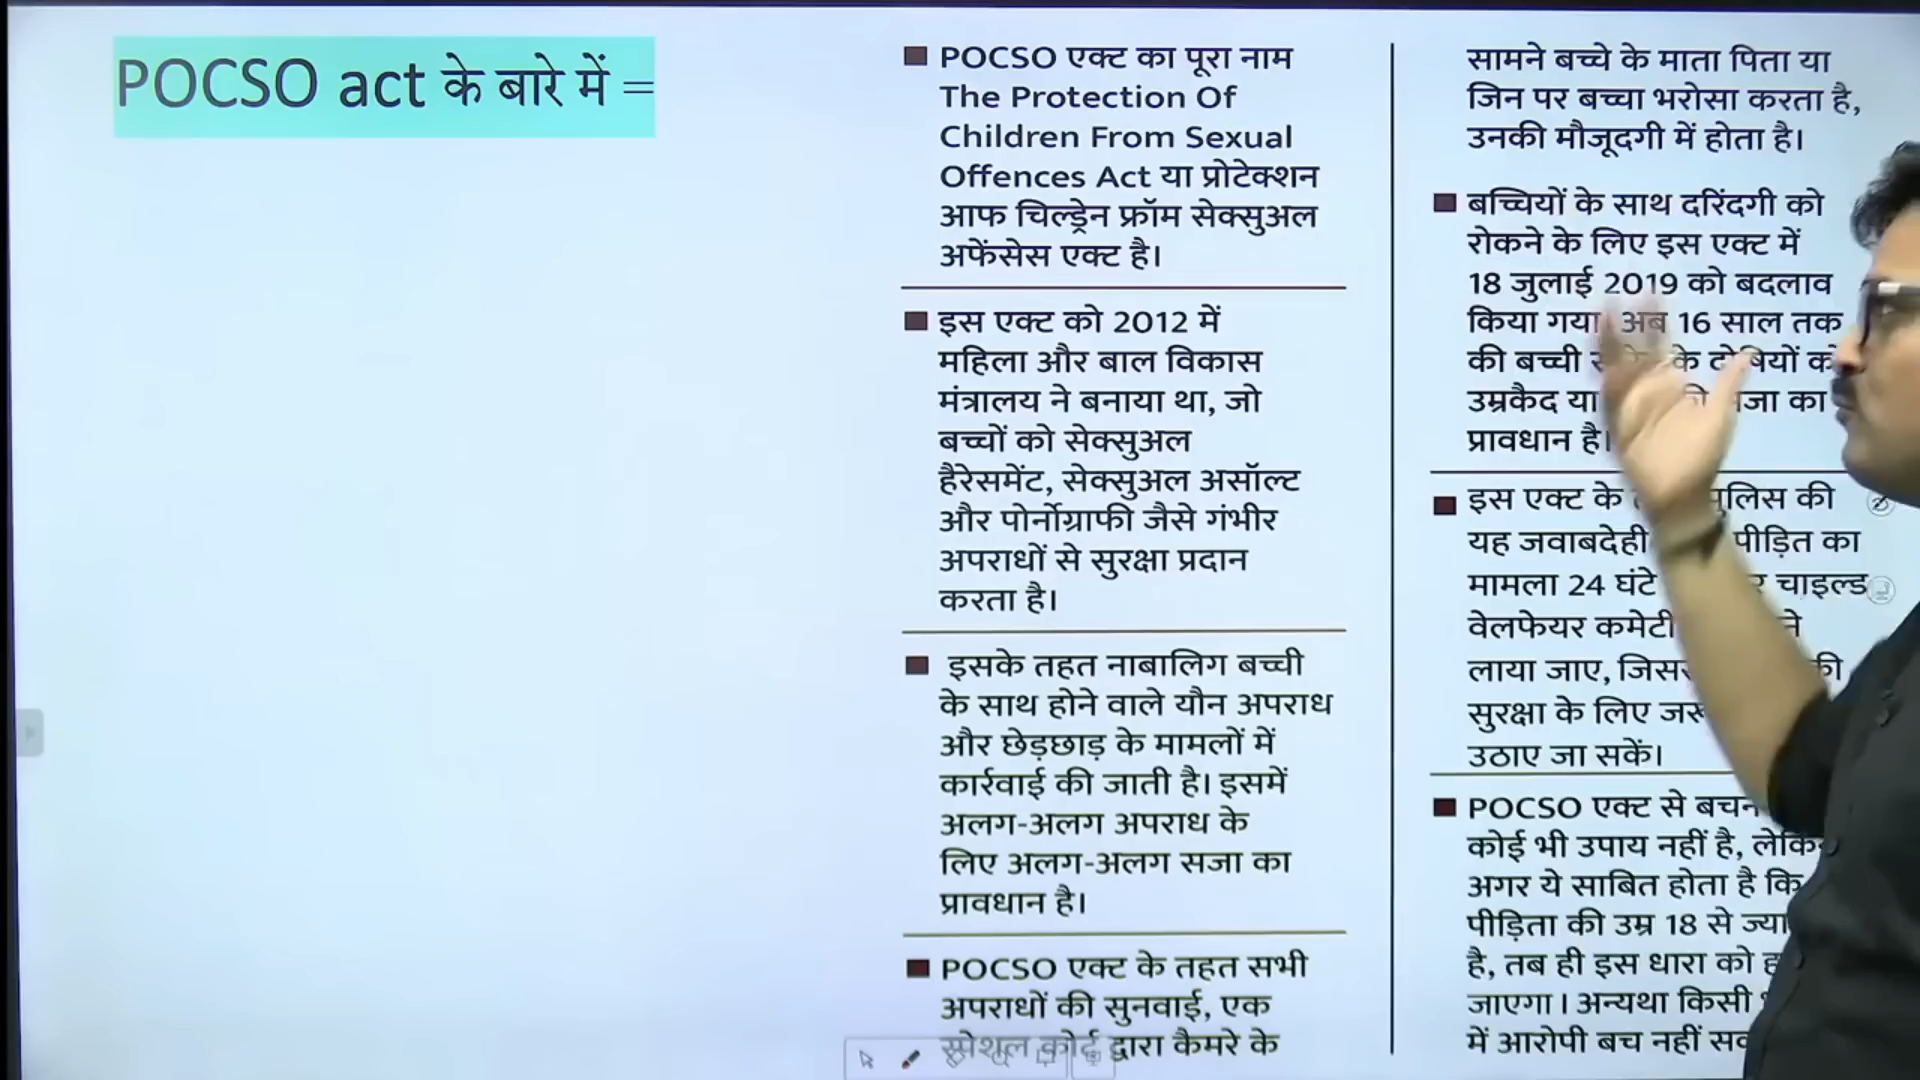 POCSO act के बारे में =
■ POCSO एक्ट का पूरा नाम
The Protection Of
Children From Sexual
Offences Act या प्रोटेक्शन
आफ चिल्ड्रेन फ्रॉम सेक्सुअल
अफेंसेस एक्ट है।
■ इस एक्ट को 2012 में
महिला और बाल विकास
मंत्रालय ने बनाया था, जो
बच्चों को सेक्सुअल
हैरेसमेंट, सेक्सुअल असॉल्ट
और पोर्नोग्राफी जैसे गंभीर
अपराधों से सुरक्षा प्रदान
करता है।
■ इसके तहत नाबालिग बच्ची
के साथ होने वाले यौन अपराध
और छेड़छाड़ के मामलों में
कार्रवाई की जाती है। इसमें
अलग-अलग अपराध के
लिए अलग-अलग सजा का
प्रावधान है।
■ POCSO एक्ट के तहत सभी
अपराधों की सुनवाई, एक
स्पेशल कोर्ट द्वारा कैमरे के
सामने बच्चे के माता पिता या
जिन पर बच्चा भरोसा करता है,
उनकी मौजूदगी में होता है।
■ बच्चियों के साथ दरिंदगी को
रोकने के लिए इस एक्ट में
18 जुलाई 2019 को बदलाव
किया गया अब 16 साल तक
की बच्ची के
उम्रकैद या का
प्रावधान है।
■ इस एक्ट के पुलिस की
यह जवाबदेही पीड़ित का
मामला 24 घंटे चाइल्ड
वेलफेयर कमेटी
लाया जाए,
सुरक्षा के लिए
उठाए जा सकें।
■ POCSO एक्ट से
कोई भी उपाय नहीं है,
अगर ये साबित होता है कि
पीड़िता की उम्र 18 से
है, तब ही इस धारा को
जाएगा। अन्यथा किसी
में आरोपी बच नहीं